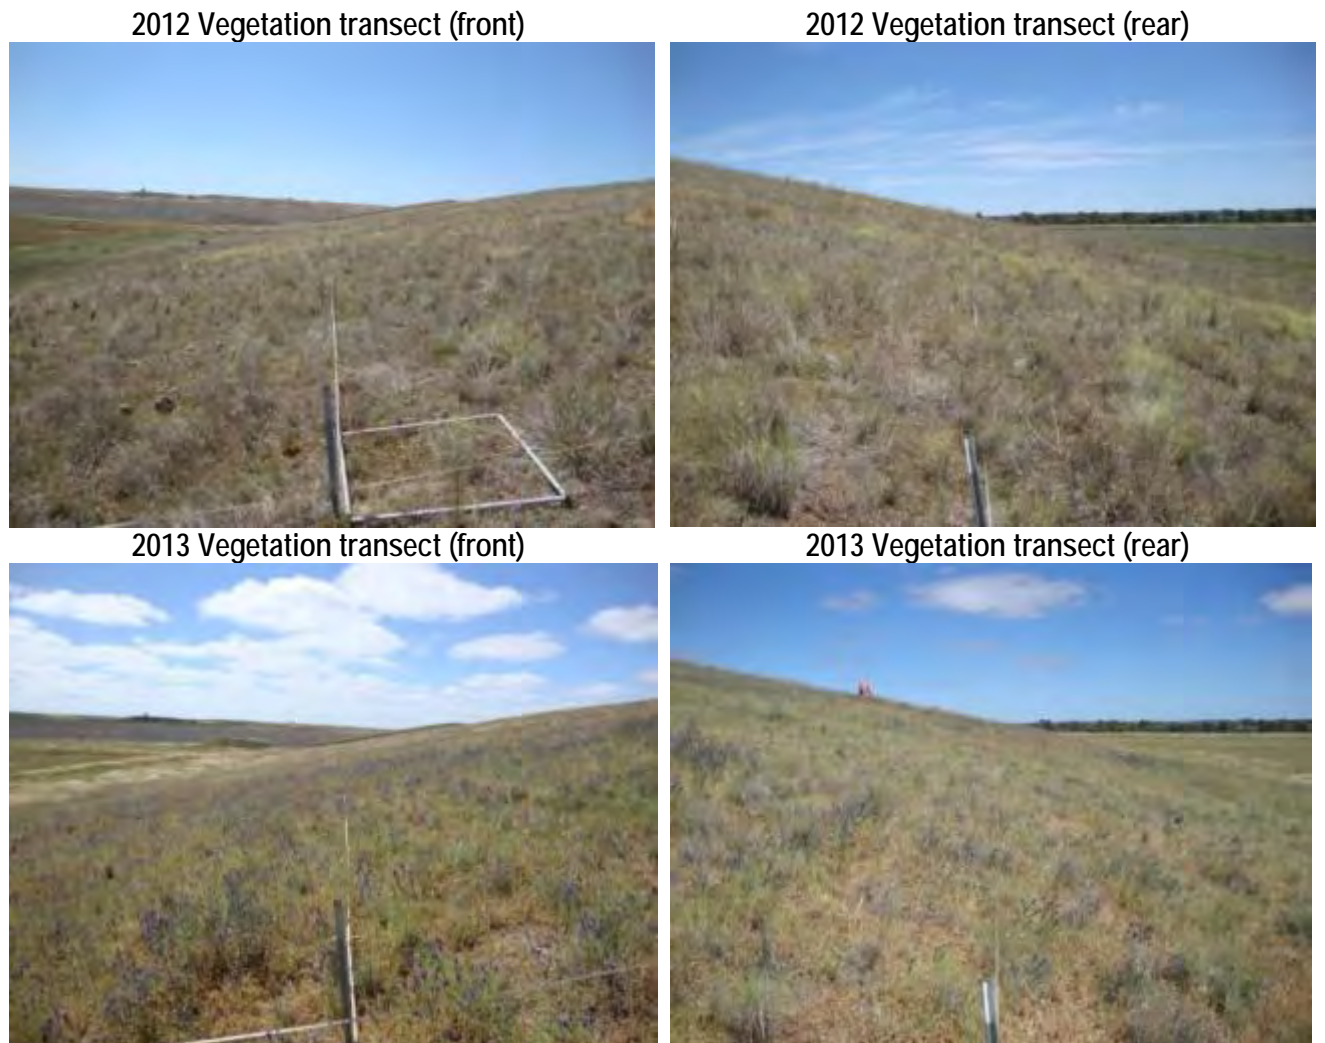 2012 Vegetation transect (front)
2012 Vegetation transect (rear)
2013 Vegetation transect (front)
2013 Vegetation transect (rear)